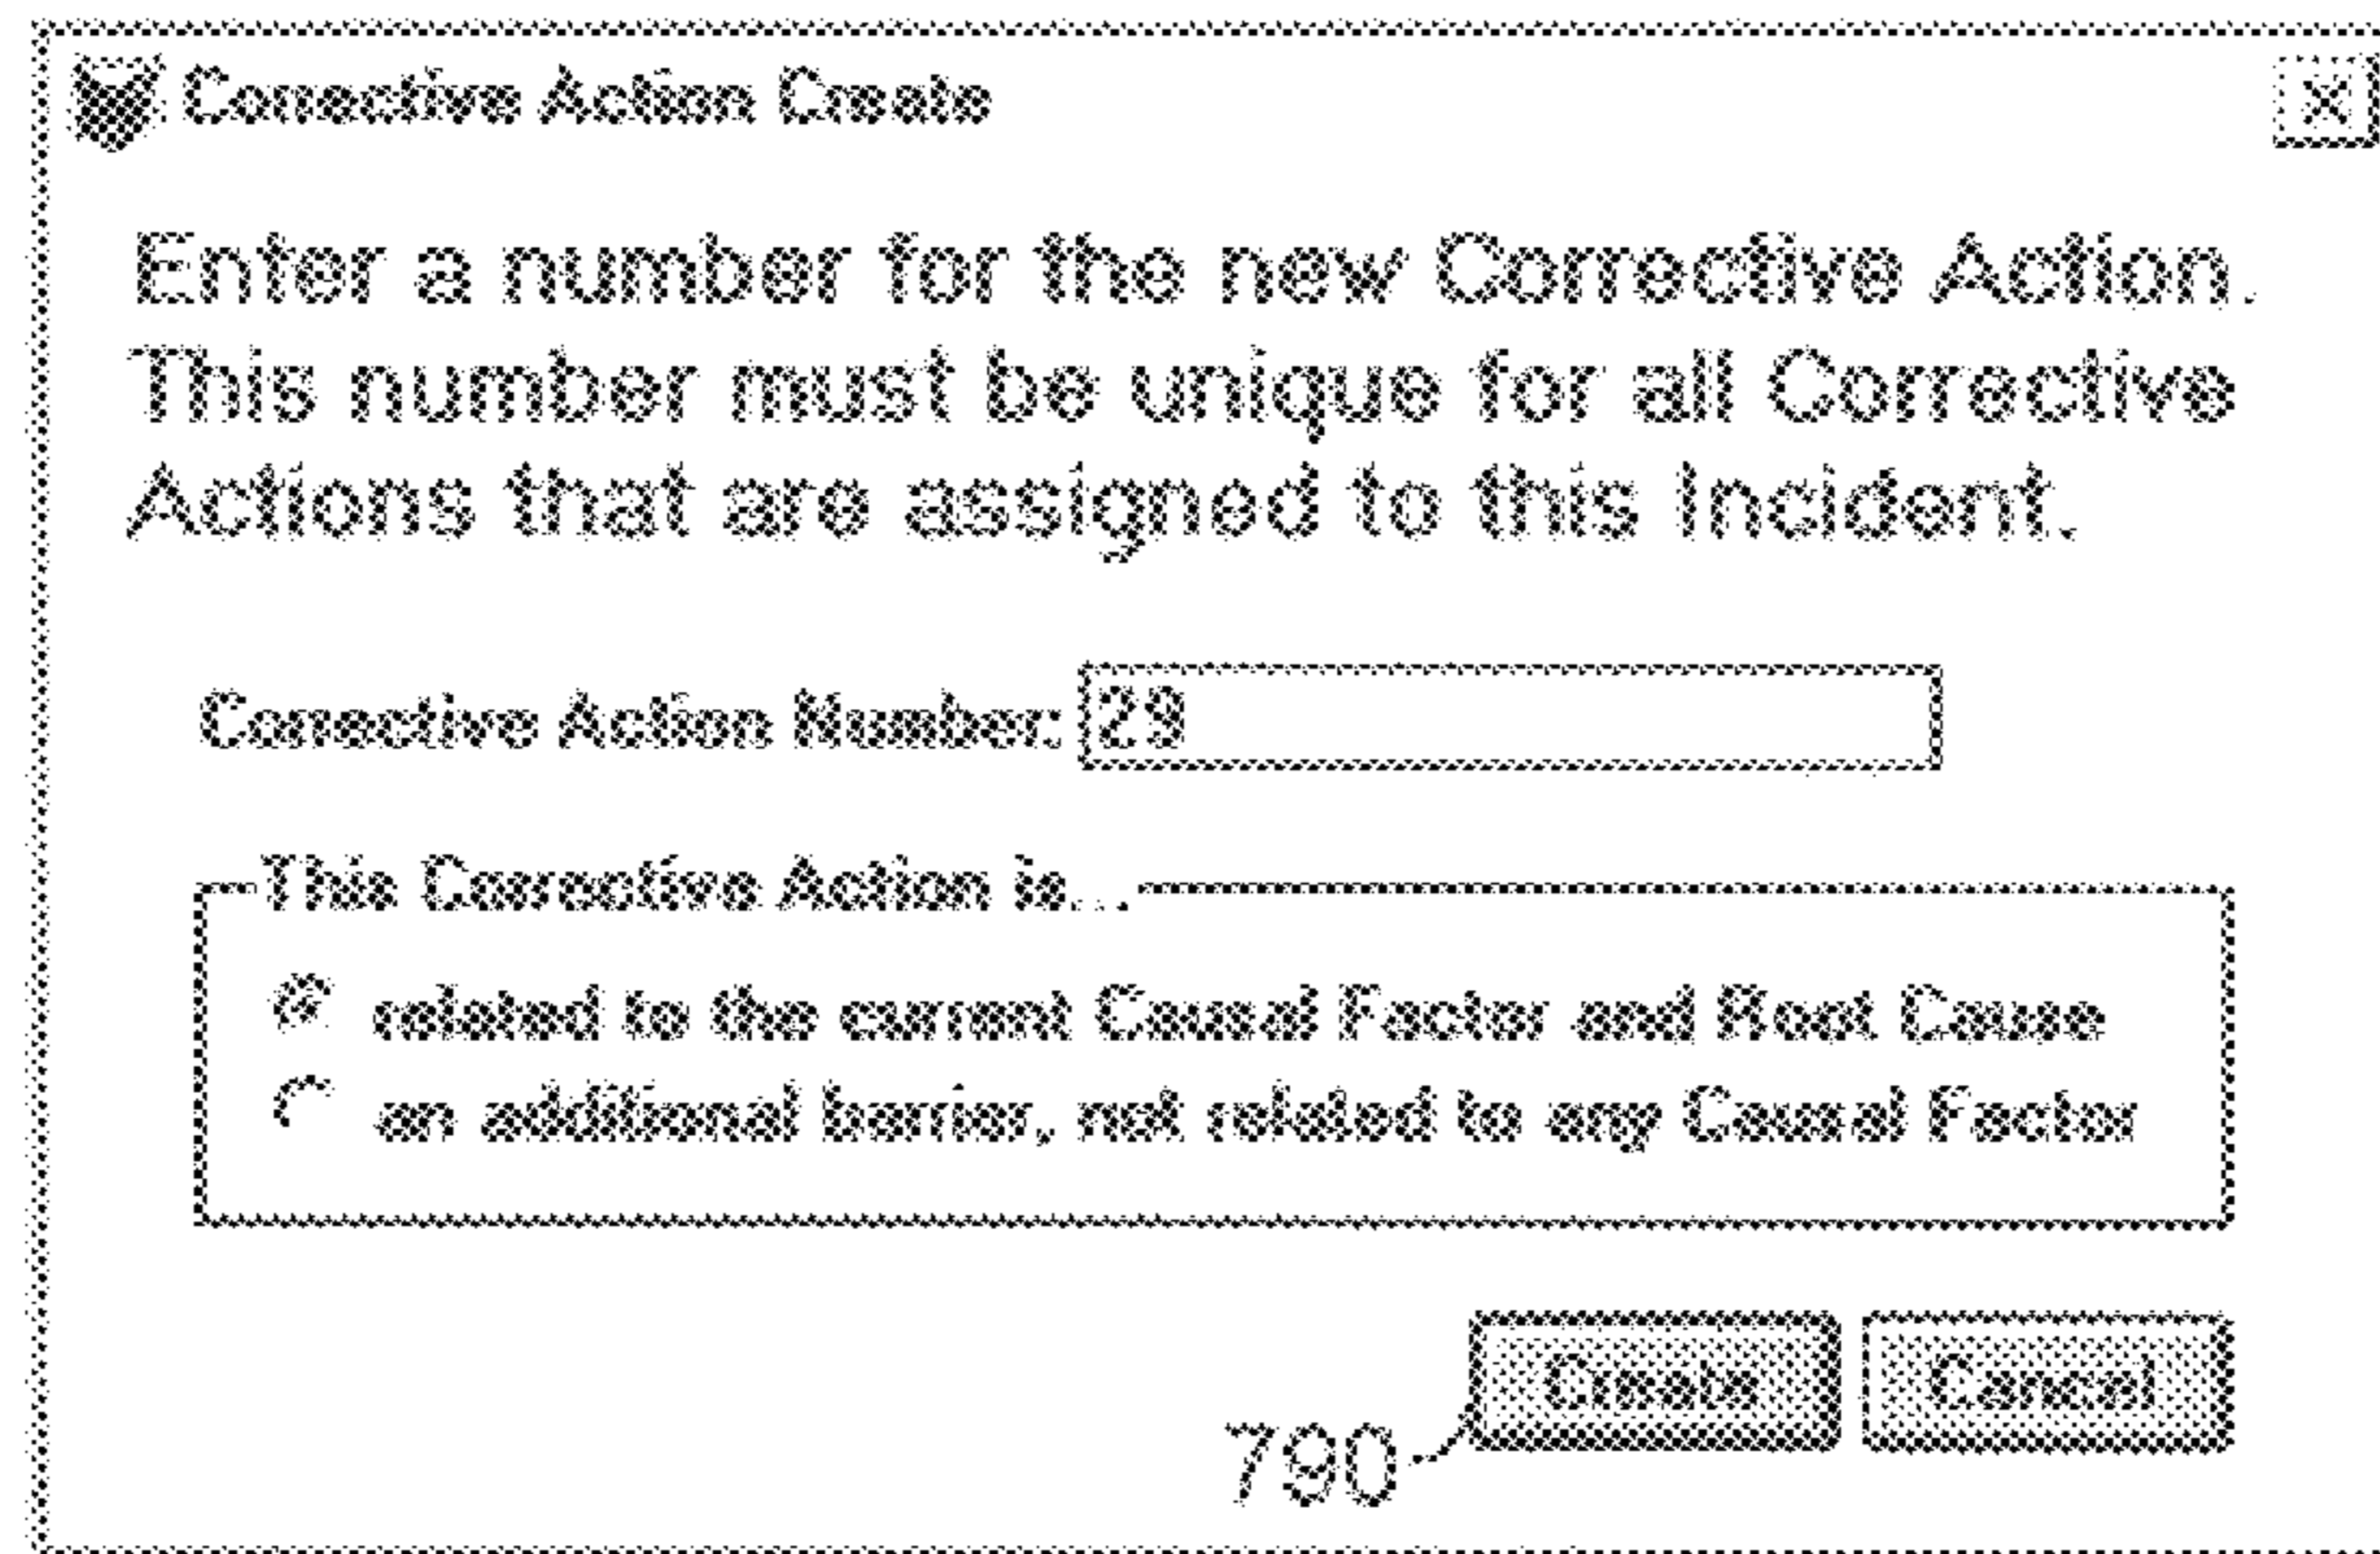 Corrective Action Create
Enter a number for the new Corrective Action.
This number must be unique for all Corrective
Actions that are assigned to this Incident.
Corrective Action Number: 29
This Corrective Action is...
related to the current Causal Factor and Root Cause
an additional barrier, not related to any Causal Factor
Create Cancel
790